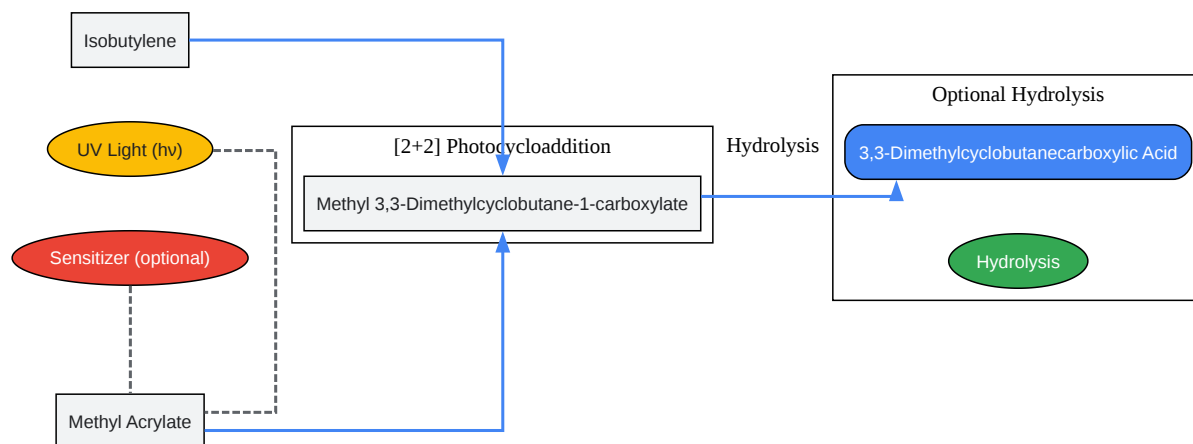 Isobutylene
UV Light (hν)
Sensitizer (optional)
Methyl Acrylate
[2+2] Photocycloaddition
Methyl 3,3-Dimethylcyclobutane-1-carboxylate
Hydrolysis
Optional Hydrolysis
3,3-Dimethylcyclobutanecarboxylic Acid
Hydrolysis